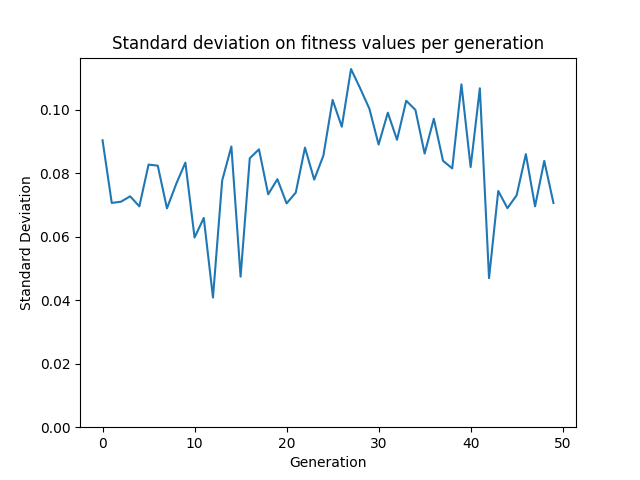 Standard deviation on fitness values per generation
Standard Deviation
0.10
0.08
0.06
0.04
0.02
0.00
0 10 20 30 40 50
Generation